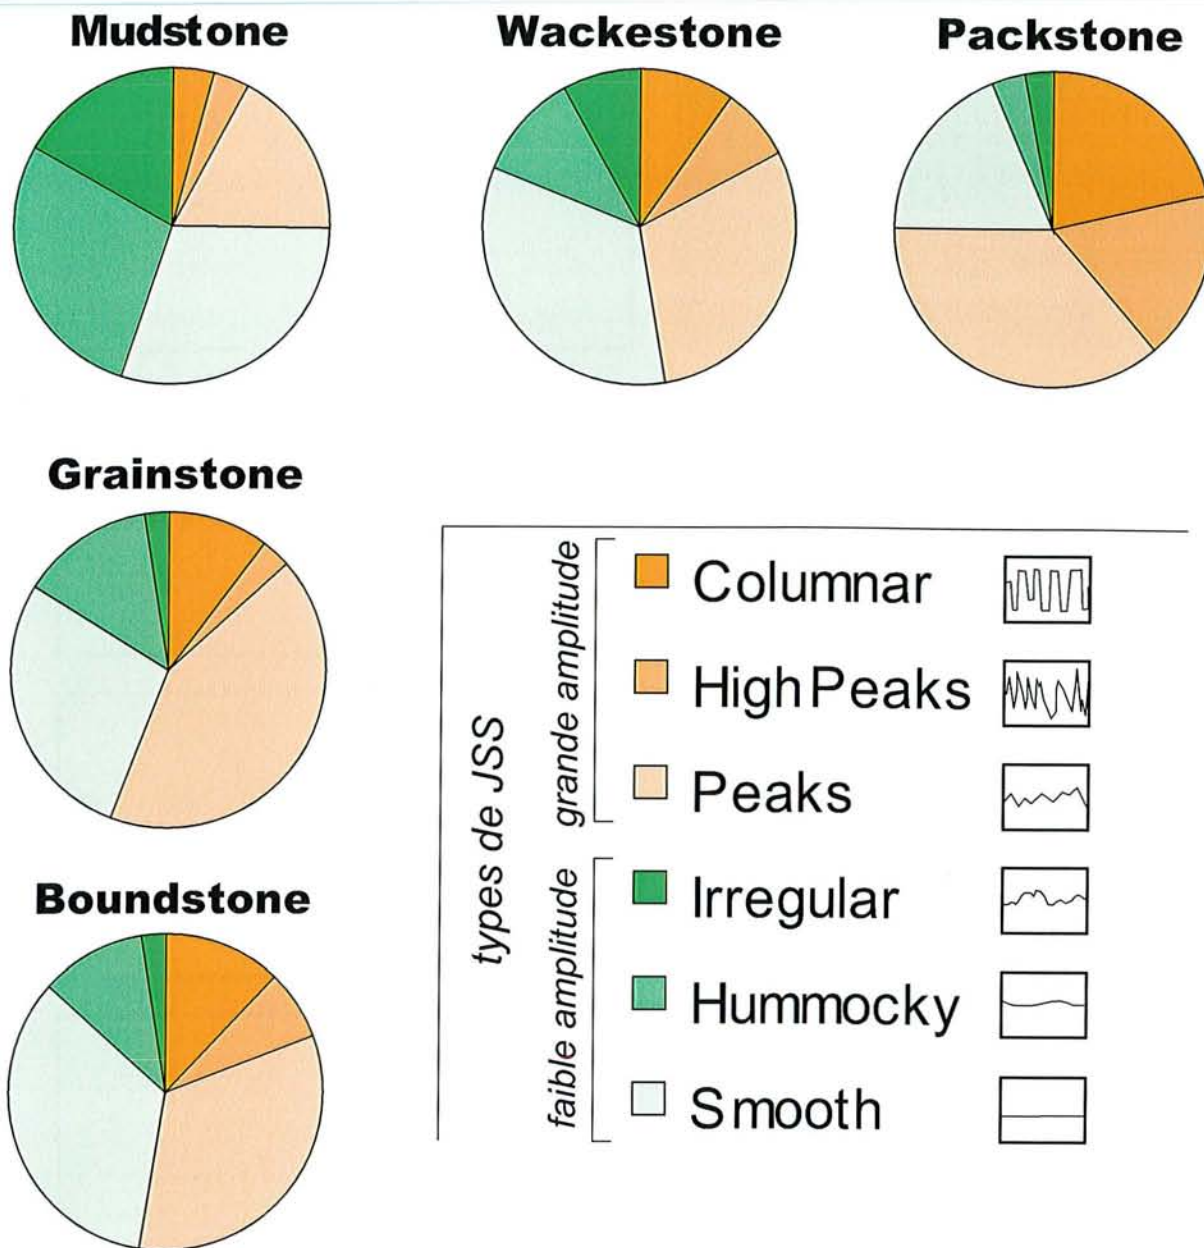 Mudstone
Wackestone
Packstone
Grainstone
Boundstone
types de JSS
grande amplitude
Columnar
High Peaks
Peaks
faible amplitude
Irregular
Hummocky
Smooth